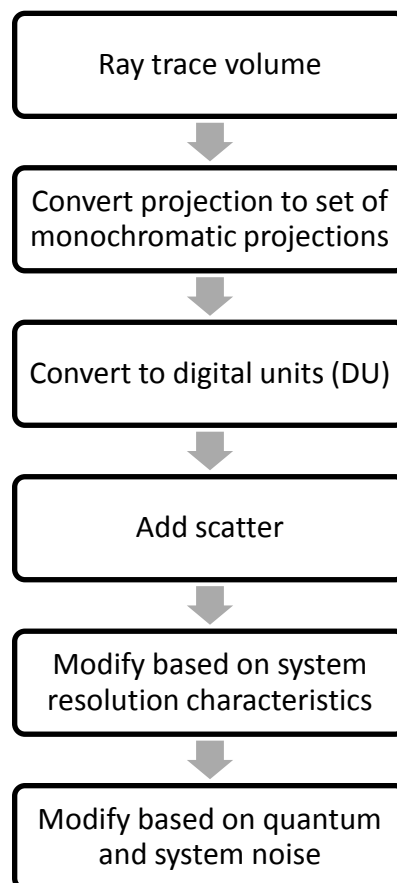 Ray trace volume
Convert projection to set of
monochromatic projections
Convert to digital units (DU)
Add scatter
Modify based on system
resolution characteristics
Modify based on quantum
and system noise